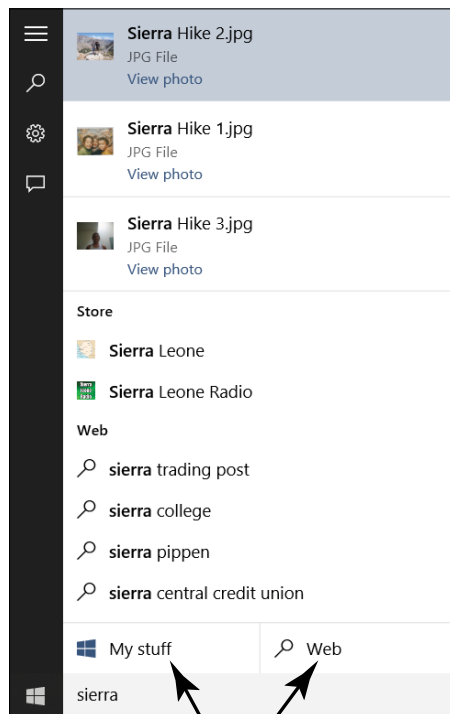 Sierra Hike 2.jpg
JPG File
View photo
Sierra Hike 1.jpg
JPG File
View photo
Sierra Hike 3.jpg
JPG File
View photo
Store
Sierra Leone
Sierra Leone Radio
Web
sierra trading post
sierra college
sierra pippen
sierra central credit union
My stuff
Web
sierra